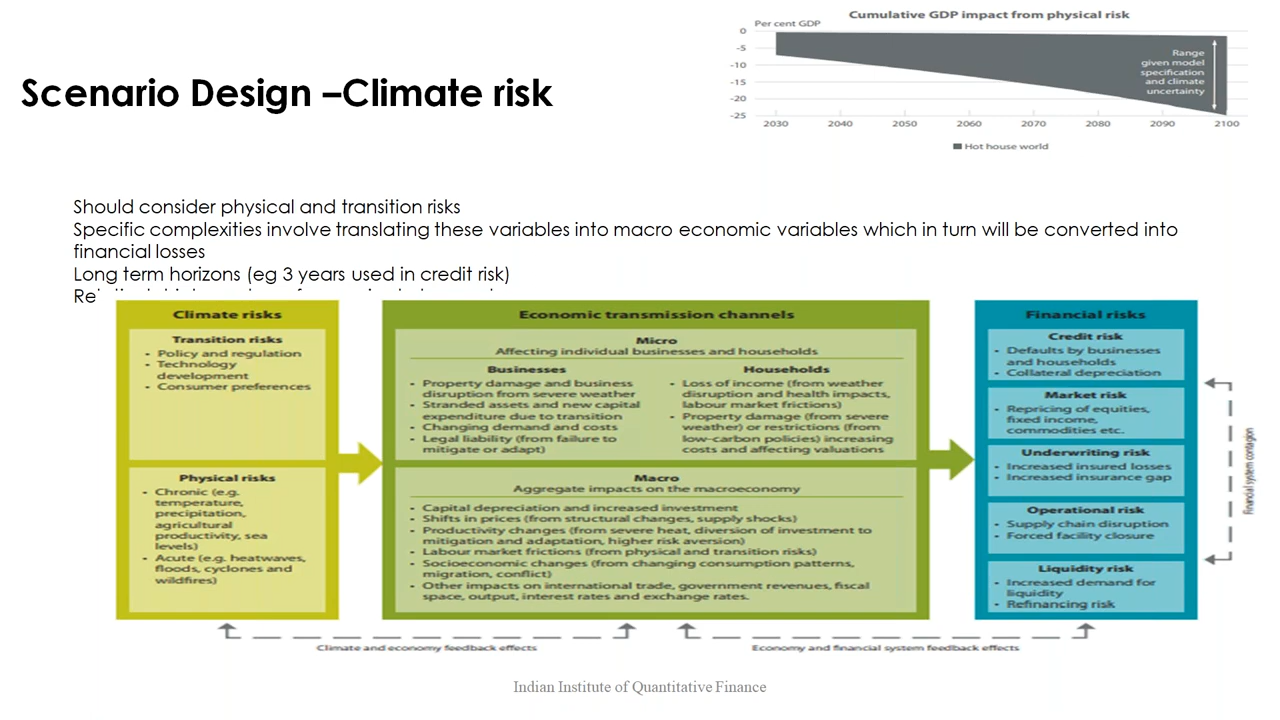 Cumulative GDP impact from physical risk
Per cent GDP
0
-5
-10
-15
-20
-25
Range
given model
specification
and climate
uncertainty
2030 2040 2050 2060 2070 2080 2090 2100
Hot house world
Scenario Design –Climate risk
Should consider physical and transition risks
Specific complexities involve translating these variables into macro economic variables which in turn will be converted into
financial losses
Long term horizons (eg 3 years used in credit risk)
Climate risks
Transition risks
• Policy and regulation
• Technology
development
• Consumer preferences
Physical risks
• Chronic (e.g.
temperature,
precipitation,
agricultural
productivity, sea
levels)
• Acute (e.g. heatwaves,
floods, cyclones and
wildfires)
Economic transmission channels
Micro
Affecting individual businesses and households
Businesses
• Property damage and business
disruption from severe weather
• Stranded assets and new capital
expenditure due to transition
• Changing demand and costs
• Legal liability (from failure to
mitigate or adapt)
Households
• Loss of income (from weather
disruption and health impacts,
labour market frictions)
• Property damage (from severe
weather) or restrictions (from
low-carbon policies) increasing
costs and affecting valuations
Macro
Aggregate impacts on the macroeconomy
• Capital depreciation and increased investment
• Shifts in prices (from structural changes, supply shocks)
• Productivity changes (from severe heat, diversion of investment to
mitigation and adaptation, higher risk aversion)
• Labour market frictions (from physical and transition risks)
• Socioeconomic changes (from changing consumption patterns,
migration, conflict)
• Other impacts on international trade, government revenues, fiscal
space, output, interest rates and exchange rates.
Financial risks
Credit risk
• Defaults by businesses
and households
• Collateral depreciation
Market risk
• Repricing of equities,
fixed income,
commodities etc.
Underwriting risk
• Increased insured losses
• Increased insurance gap
Operational risk
• Supply chain disruption
• Forced facility closure
Liquidity risk
• Increased demand for
liquidity
• Refinancing risk
Financial system contagion
Climate and economy feedback effects
Economy and financial system feedback effects
Indian Institute of Quantitative Finance